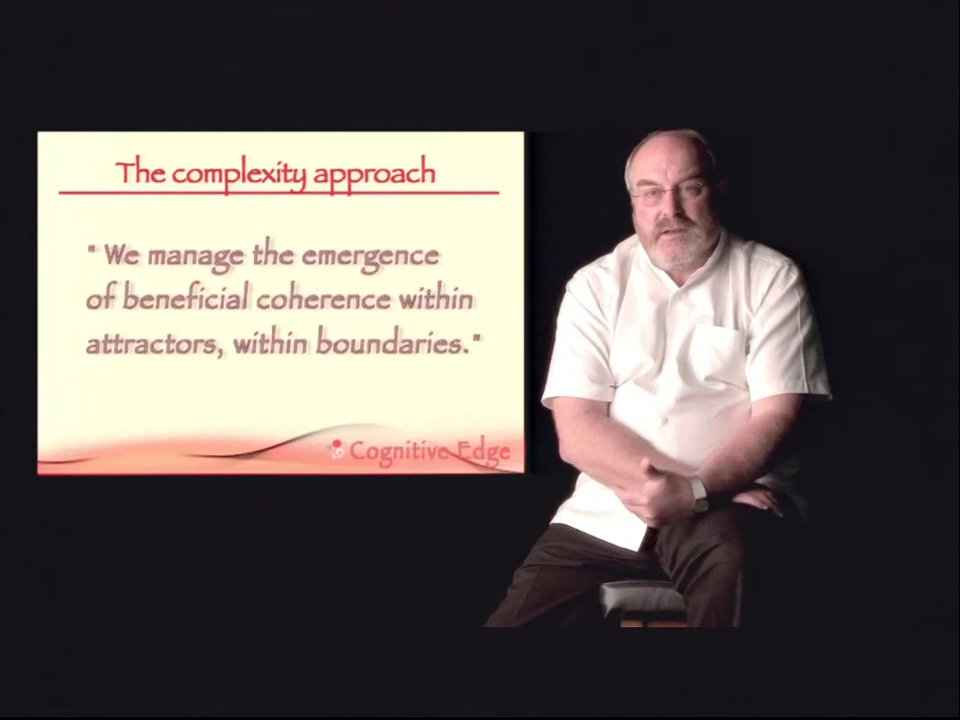 The complexity approach
" We manage the emergence
of beneficial coherence within
attractors, within boundaries."
Cognitive Edge